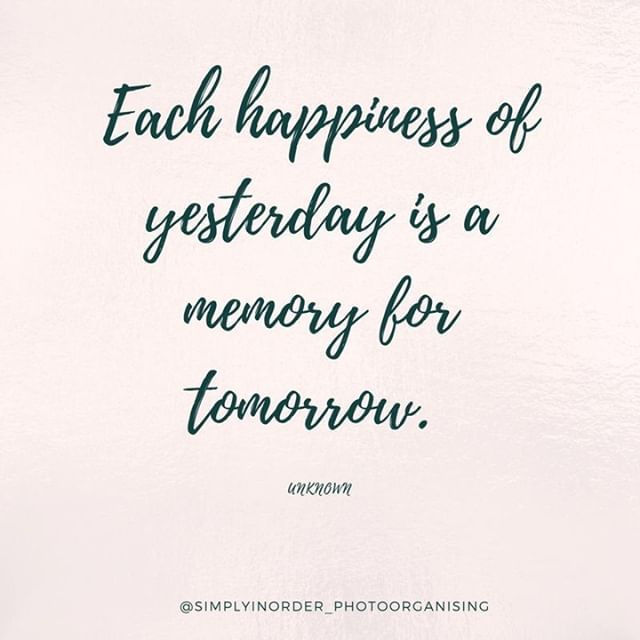 Each happiness of
yesterday is a
memory for
tomorrow.
UNKNOWN
@SIMPLYINORDER_PHOTOORGANISING